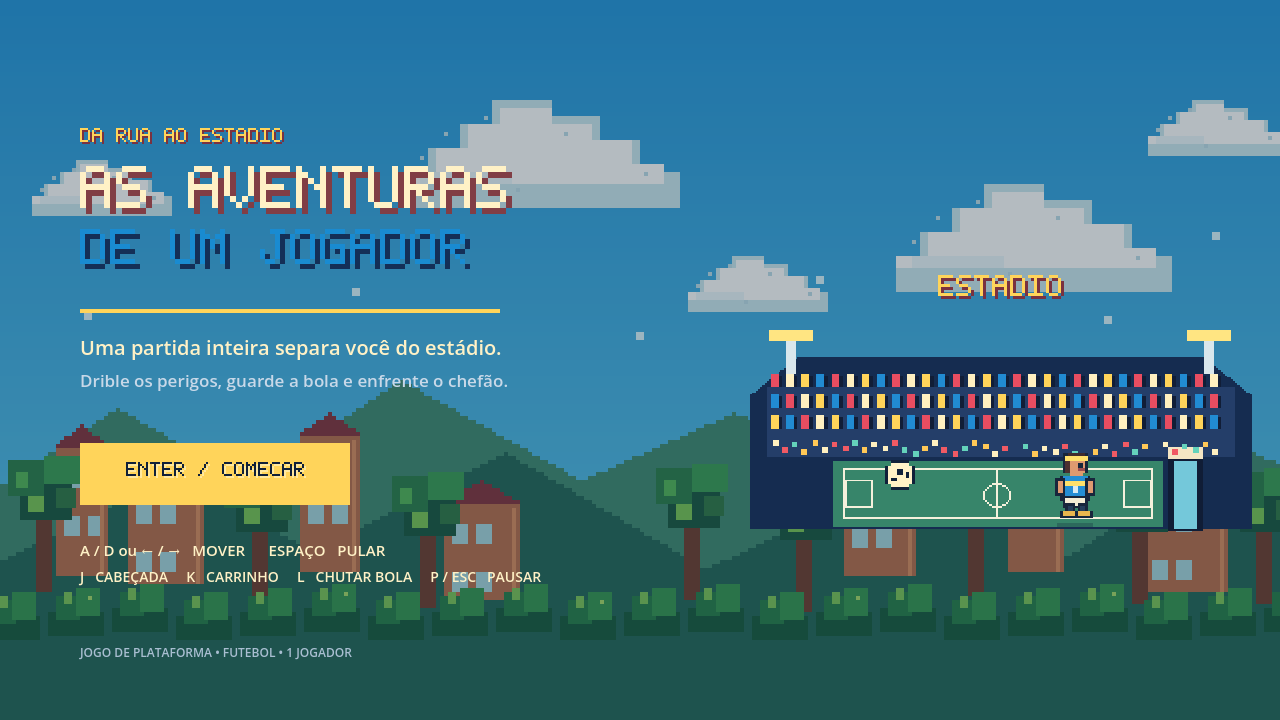 DA RUA AO ESTADIO
AS AVENTURAS
DE UM JOGADOR
ESTADIO
Uma partida inteira separa você do estádio.
Drible os perigos, guarde a bola e enfrente o chefão.
ENTER / COMECAR
A / D ou ← / → MOVER ESPAÇO PULAR
J CABEÇADA K CARRINHO L CHUTAR BOLA P / ESC PAUSAR
JOGO DE PLATAFORMA • FUTEBOL • 1 JOGADOR